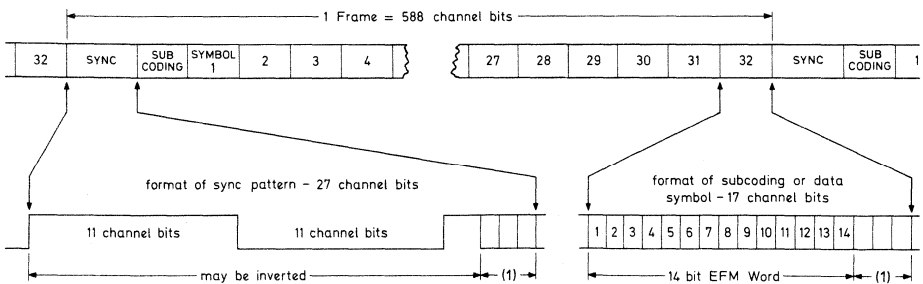 1 Frame = 588 channel bits
32 SYNC SUB CODING SYMBOL 1 2 3 4 27 28 29 30 31 32 SYNC SUB CODING 1
format of sync pattern - 27 channel bits
format of subcoding or data
symbol - 17 channel bits
11 channel bits 11 channel bits
1 2 3 4 5 6 7 8 9 10 11 12 13 14
may be inverted (1)
14 bit EFM Word (1)